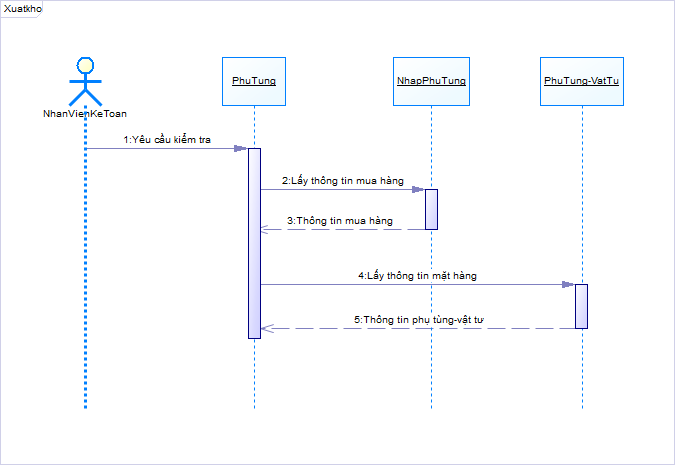 Xuatkho
PhuTung
NhapPhuTung
PhuTung-VatTu
NhanVienKeToan
1:Yêu cầu kiểm tra
2:Lấy thông tin mua hàng
3:Thông tin mua hàng
4:Lấy thông tin mặt hàng
5:Thông tin phụ tùng-vật tư